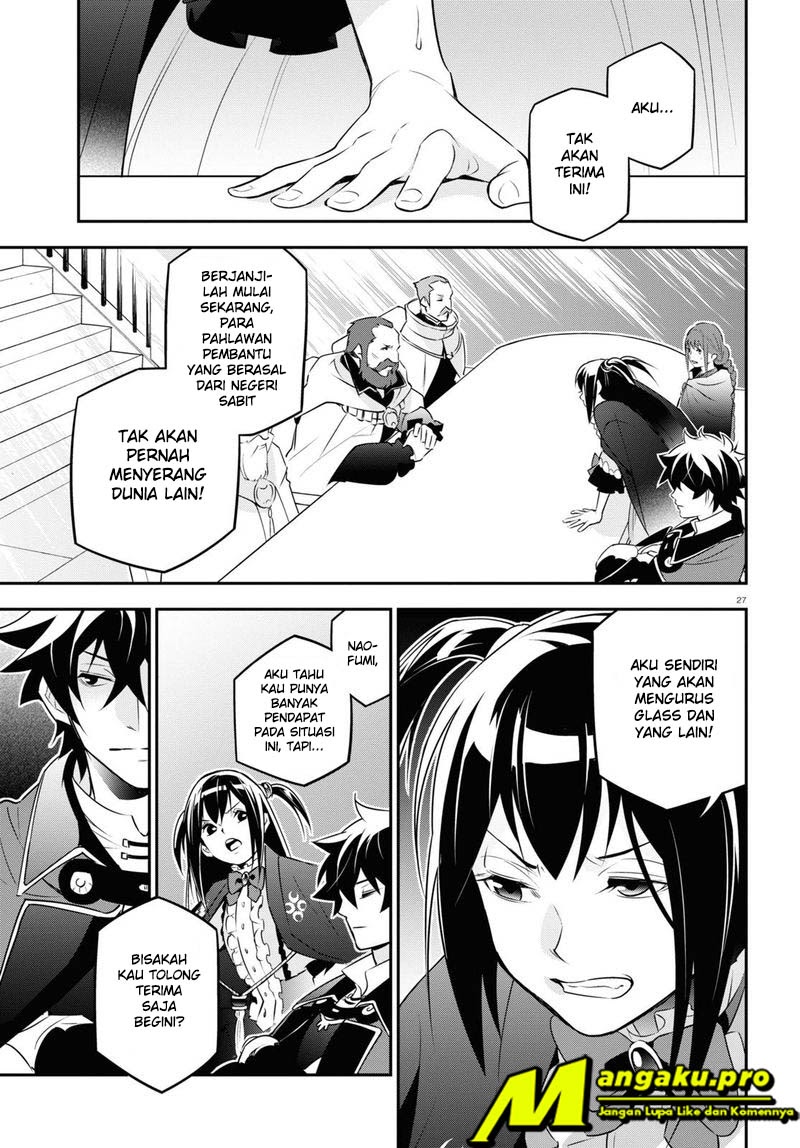 AKU...
TAK
AKAN
TERIMA
INI!
BERJANJI-
LAH MULAI
SEKARANG,
PARA
PAHLAWAN
PEMBANTU
YANG BERASAL
DARI NEGERI
SABIT
TAK AKAN
PERNAH
MENYERANG
DUNIA LAIN!
27
AKU SENDIRI
YANG AKAN
MENGURUS
GLASS DAN
YANG LAIN!
NAO-
FUMI,
AKU TAHU
KAU PUNYA
BANYAK
PENDAPAT
PADA SITUASI
INI, TAPI...
BISAKAH
KAU TOLONG
TERIMA
SAJA
BEGINI?
Mangaku.pro
Jangan Lupa Like dan Komennya